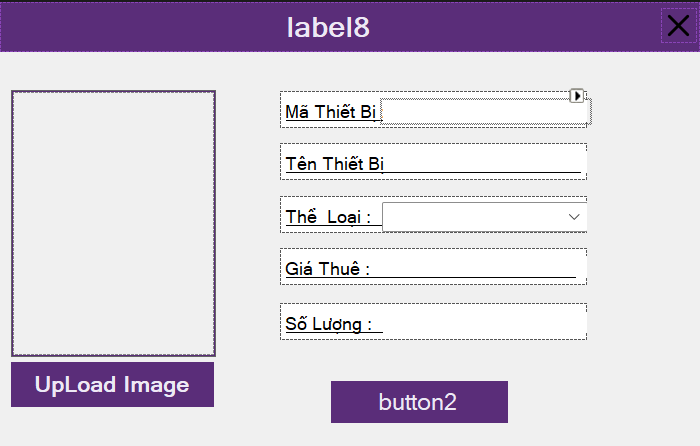 label8
Mã Thiết Bị
Tên Thiết Bị
Thể Loại :
Giá Thuê :
Số Lượng :
UpLoad Image
button2